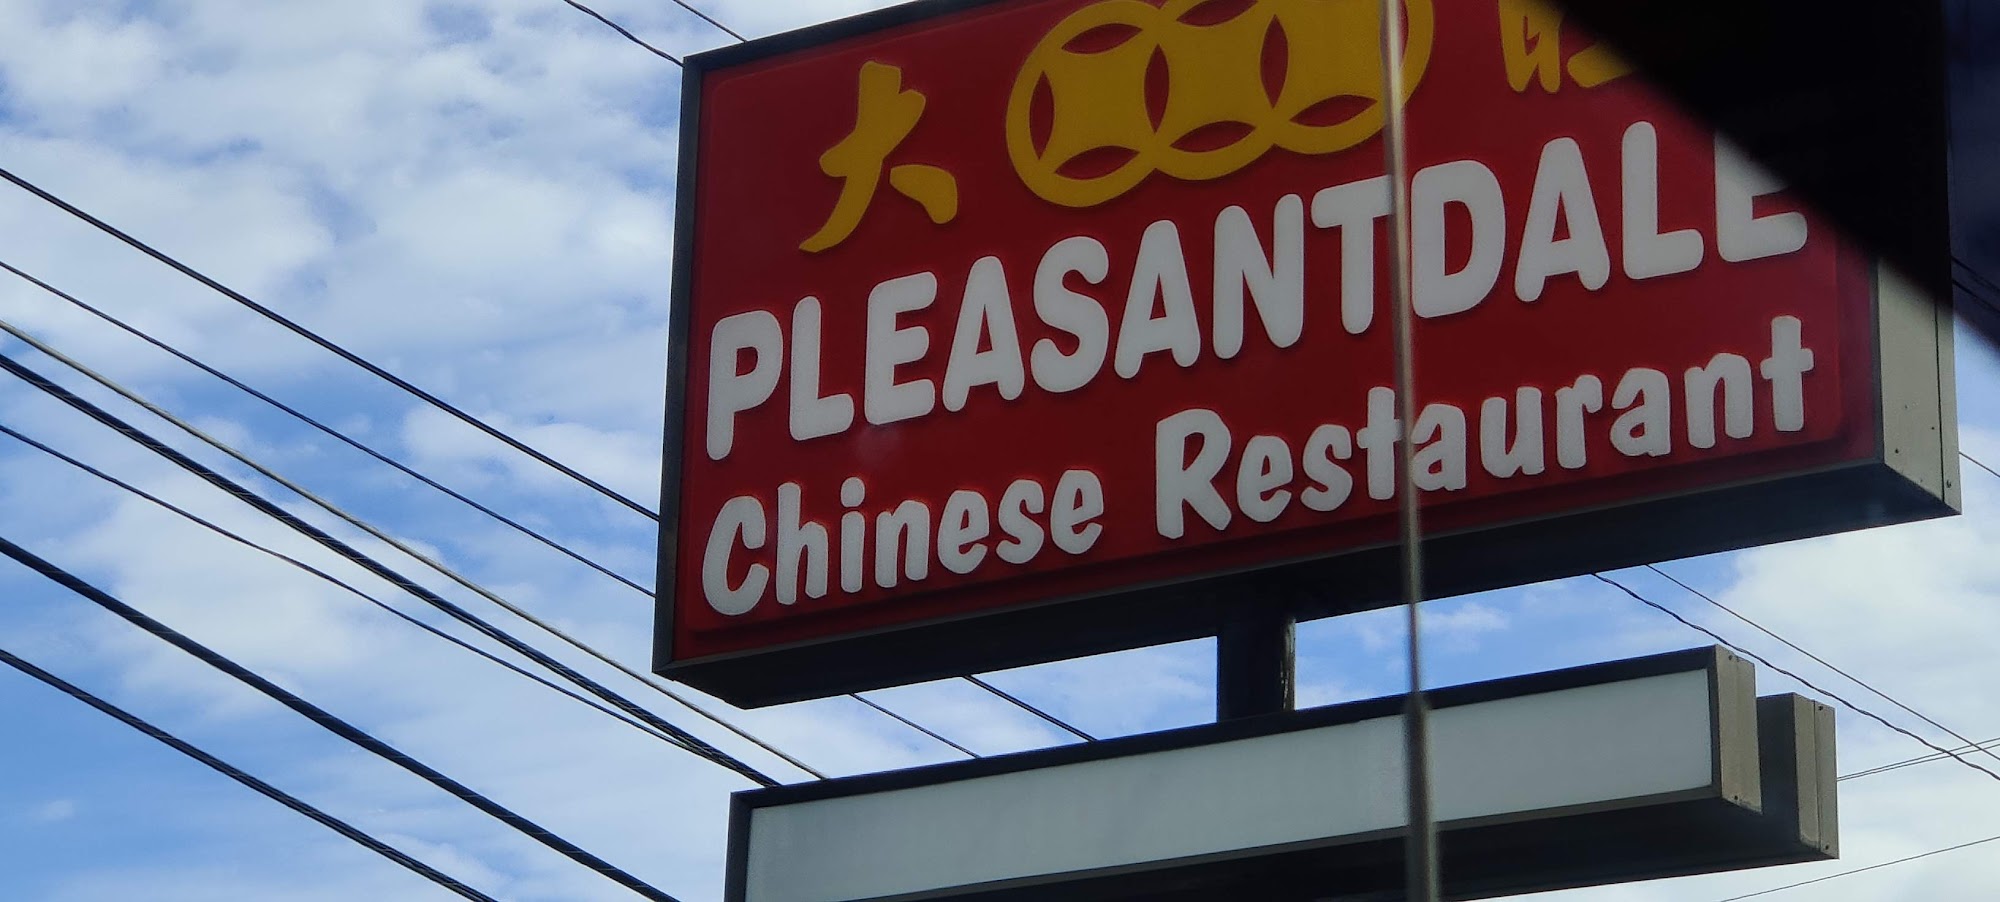 大
PLEASANTDALE
Chinese Restaurant